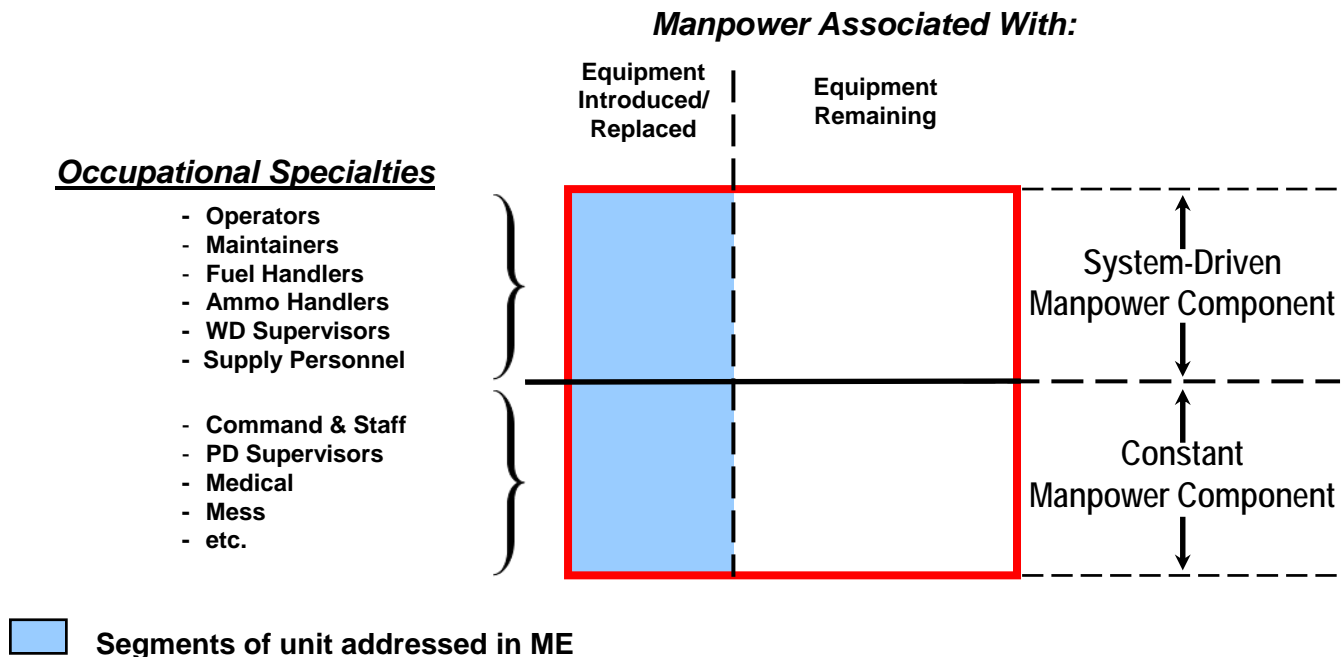 Manpower Associated With:
Equipment
Introduced/
Replaced
Equipment
Remaining
Occupational Specialties
- Operators
- Maintainers
- Fuel Handlers
- Ammo Handlers
- WD Supervisors
- Supply Personnel
System-Driven
Manpower Component
- Command & Staff
- PD Supervisors
- Medical
- Mess
- etc.
Constant
Manpower Component
Segments of unit addressed in ME